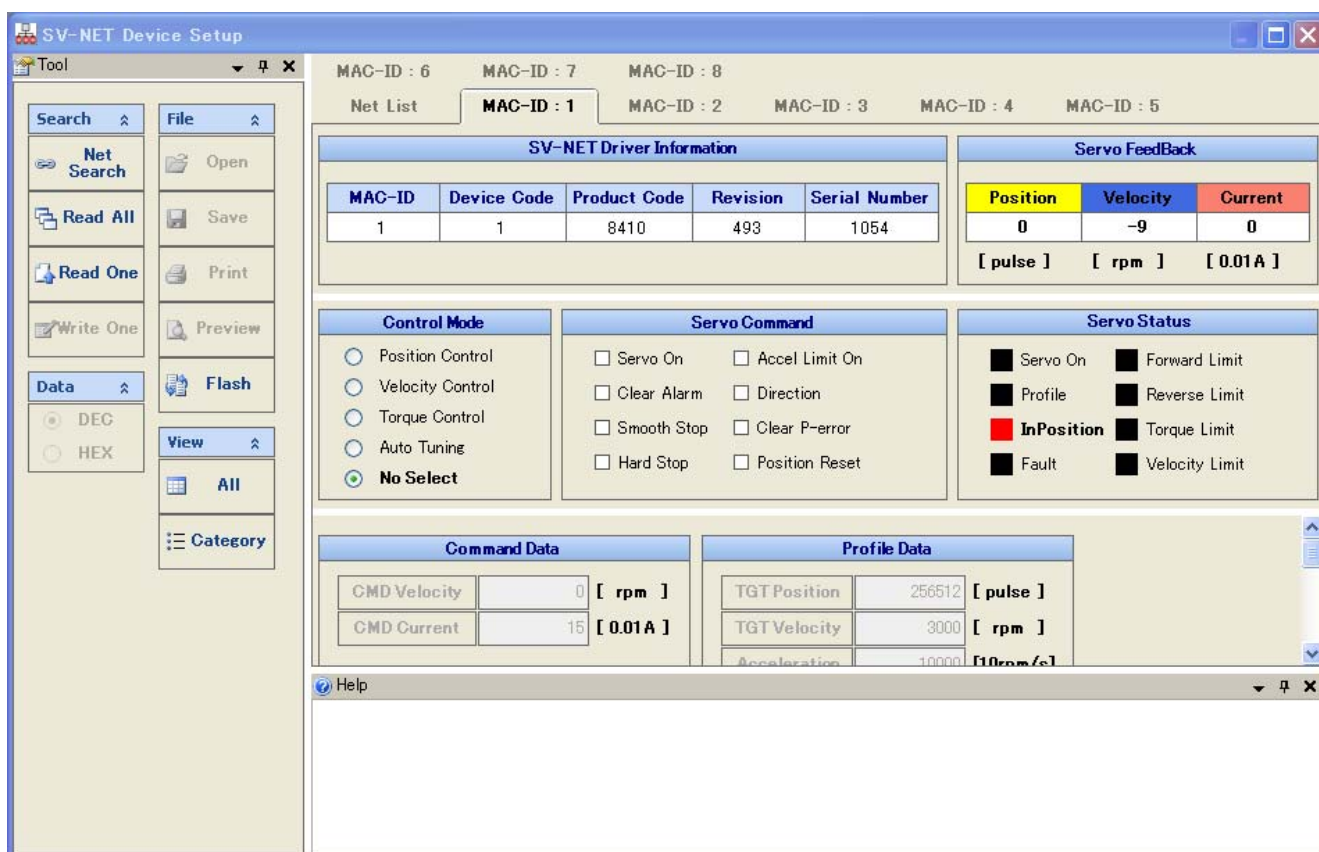 SV-NET Device Setup
Tool
Search
Net Search
Read All
Read One
Write One
Data
DEC
HEX
File
Open
Save
Print
Preview
Flash
View
All
Category
MAC-ID : 6 MAC-ID : 7 MAC-ID : 8
Net List MAC-ID : 1 MAC-ID : 2 MAC-ID : 3 MAC-ID : 4 MAC-ID : 5
SV-NET Driver Information
MAC-ID Device Code Product Code Revision Serial Number
1 1 8410 493 1054
Servo FeedBack
Position Velocity Current
0 -9 0
[ pulse ] [ rpm ] [ 0.01A ]
Control Mode
Position Control
Velocity Control
Torque Control
Auto Tuning
No Select
Servo Command
Servo On Accel Limit On
Clear Alarm Direction
Smooth Stop Clear P-error
Hard Stop Position Reset
Servo Status
Servo On Forward Limit
Profile Reverse Limit
InPosition Torque Limit
Fault Velocity Limit
Command Data
CMD Velocity 0 [ rpm ]
CMD Current 15 [ 0.01A ]
Profile Data
TGT Position 256512 [ pulse ]
TGT Velocity 3000 [ rpm ]
Acceleration 10000 [10rpm/s]
Help